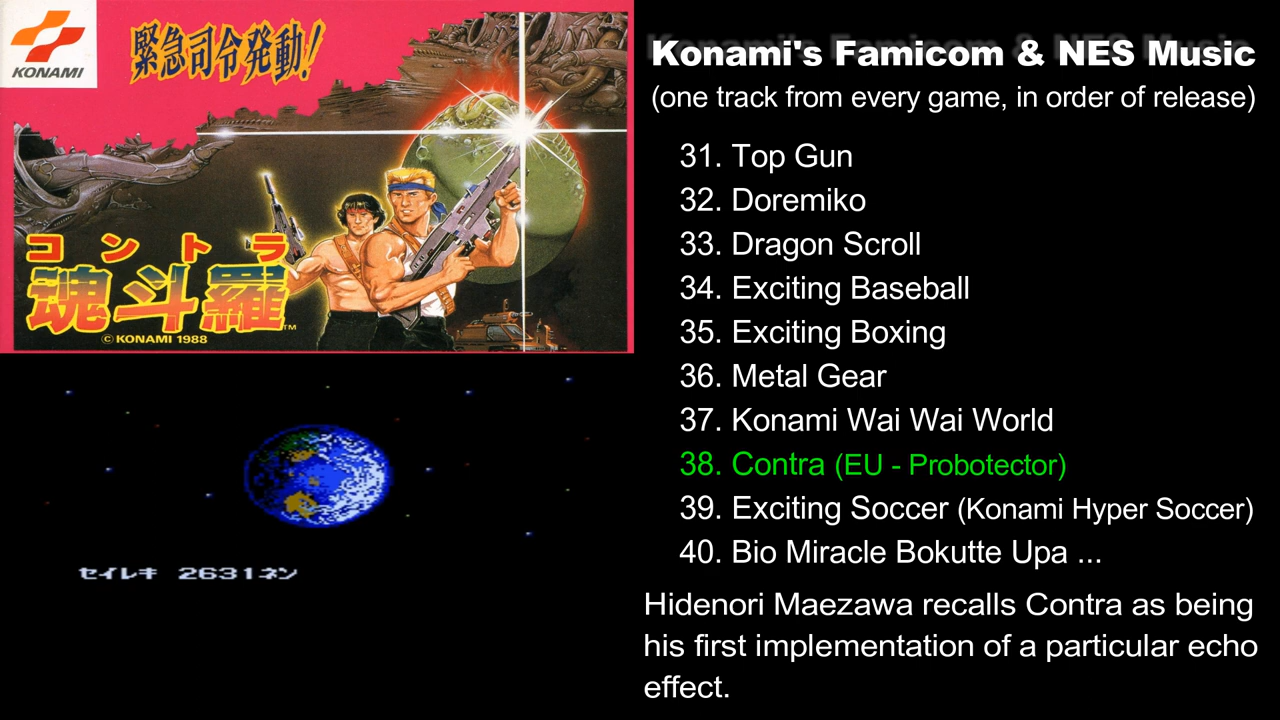 KONAMI
緊急司令発動!
コントラ
魂斗羅
TM
©KONAMI 1988
セイレキ 2631ネン
Konami's Famicom & NES Music
(one track from every game, in order of release)
31. Top Gun
32. Doremiko
33. Dragon Scroll
34. Exciting Baseball
35. Exciting Boxing
36. Metal Gear
37. Konami Wai Wai World
38. Contra (EU - Probotector)
39. Exciting Soccer (Konami Hyper Soccer)
40. Bio Miracle Bokutte Upa ...
Hidenori Maezawa recalls Contra as being
his first implementation of a particular echo
effect.